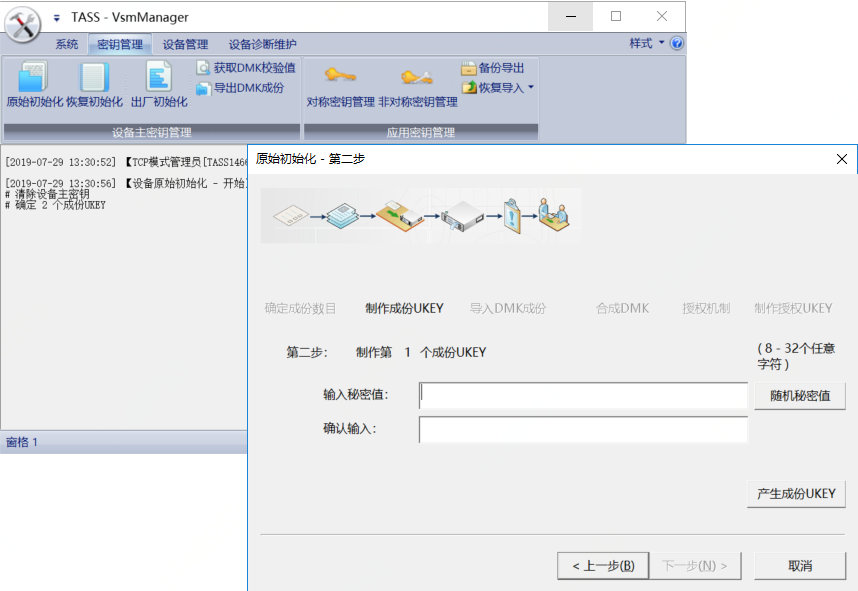 TASS - VsmManager
系统 密钥管理 设备管理 设备诊断维护 样式
原始初始化 恢复初始化 出厂初始化 获取DMK校验值 导出DMK成份 对称密钥管理 非对称密钥管理 备份导出 恢复导入
设备主密钥管理 应用密钥管理
[2019-07-29 13:30:52] 【TCP模式管理员[TASS1466
[2019-07-29 13:30:56] 【设备原始初始化 - 开始】
# 清除设备主密钥
# 确定 2 个成份UKEY
窗格 1
原始初始化 - 第二步
确定成份数目 制作成份UKEY 导入DMK成份 合成DMK 授权机制 制作授权UKEY
第二步： 制作第 1 个成份UKEY
( 8 - 32个任意
字符 )
输入秘密值：
随机秘密值
确认输入：
产生成份UKEY
< 上一步(B) 下一步(N) > 取消